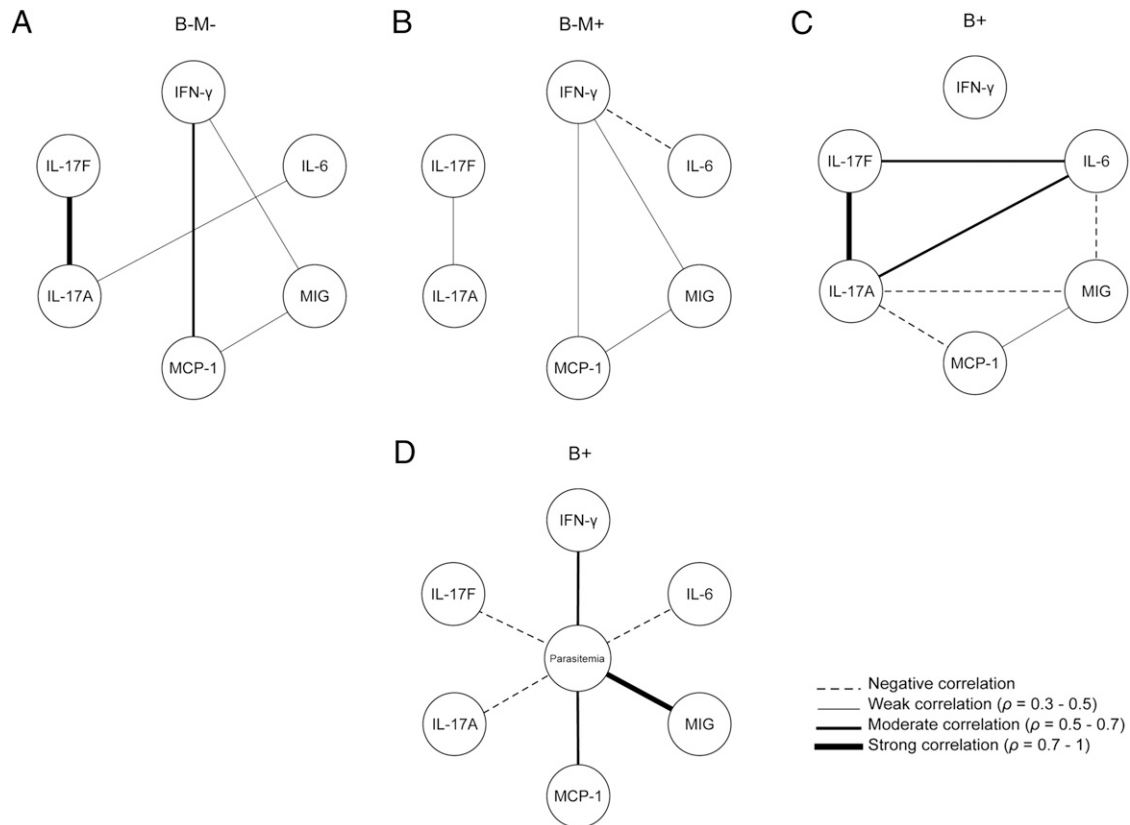 A
B-M-
IFN-γ
IL-17F
IL-6
IL-17A
MIG
MCP-1
B
B-M+
IFN-γ
IL-17F
IL-6
IL-17A
MIG
MCP-1
C
B+
IFN-γ
IL-17F
IL-6
IL-17A
MIG
MCP-1
D
B+
IFN-γ
IL-17F
IL-6
Parasitemia
IL-17A
MIG
MCP-1
Negative correlation
Weak correlation (ρ = 0.3 - 0.5)
Moderate correlation (ρ = 0.5 - 0.7)
Strong correlation (ρ = 0.7 - 1)